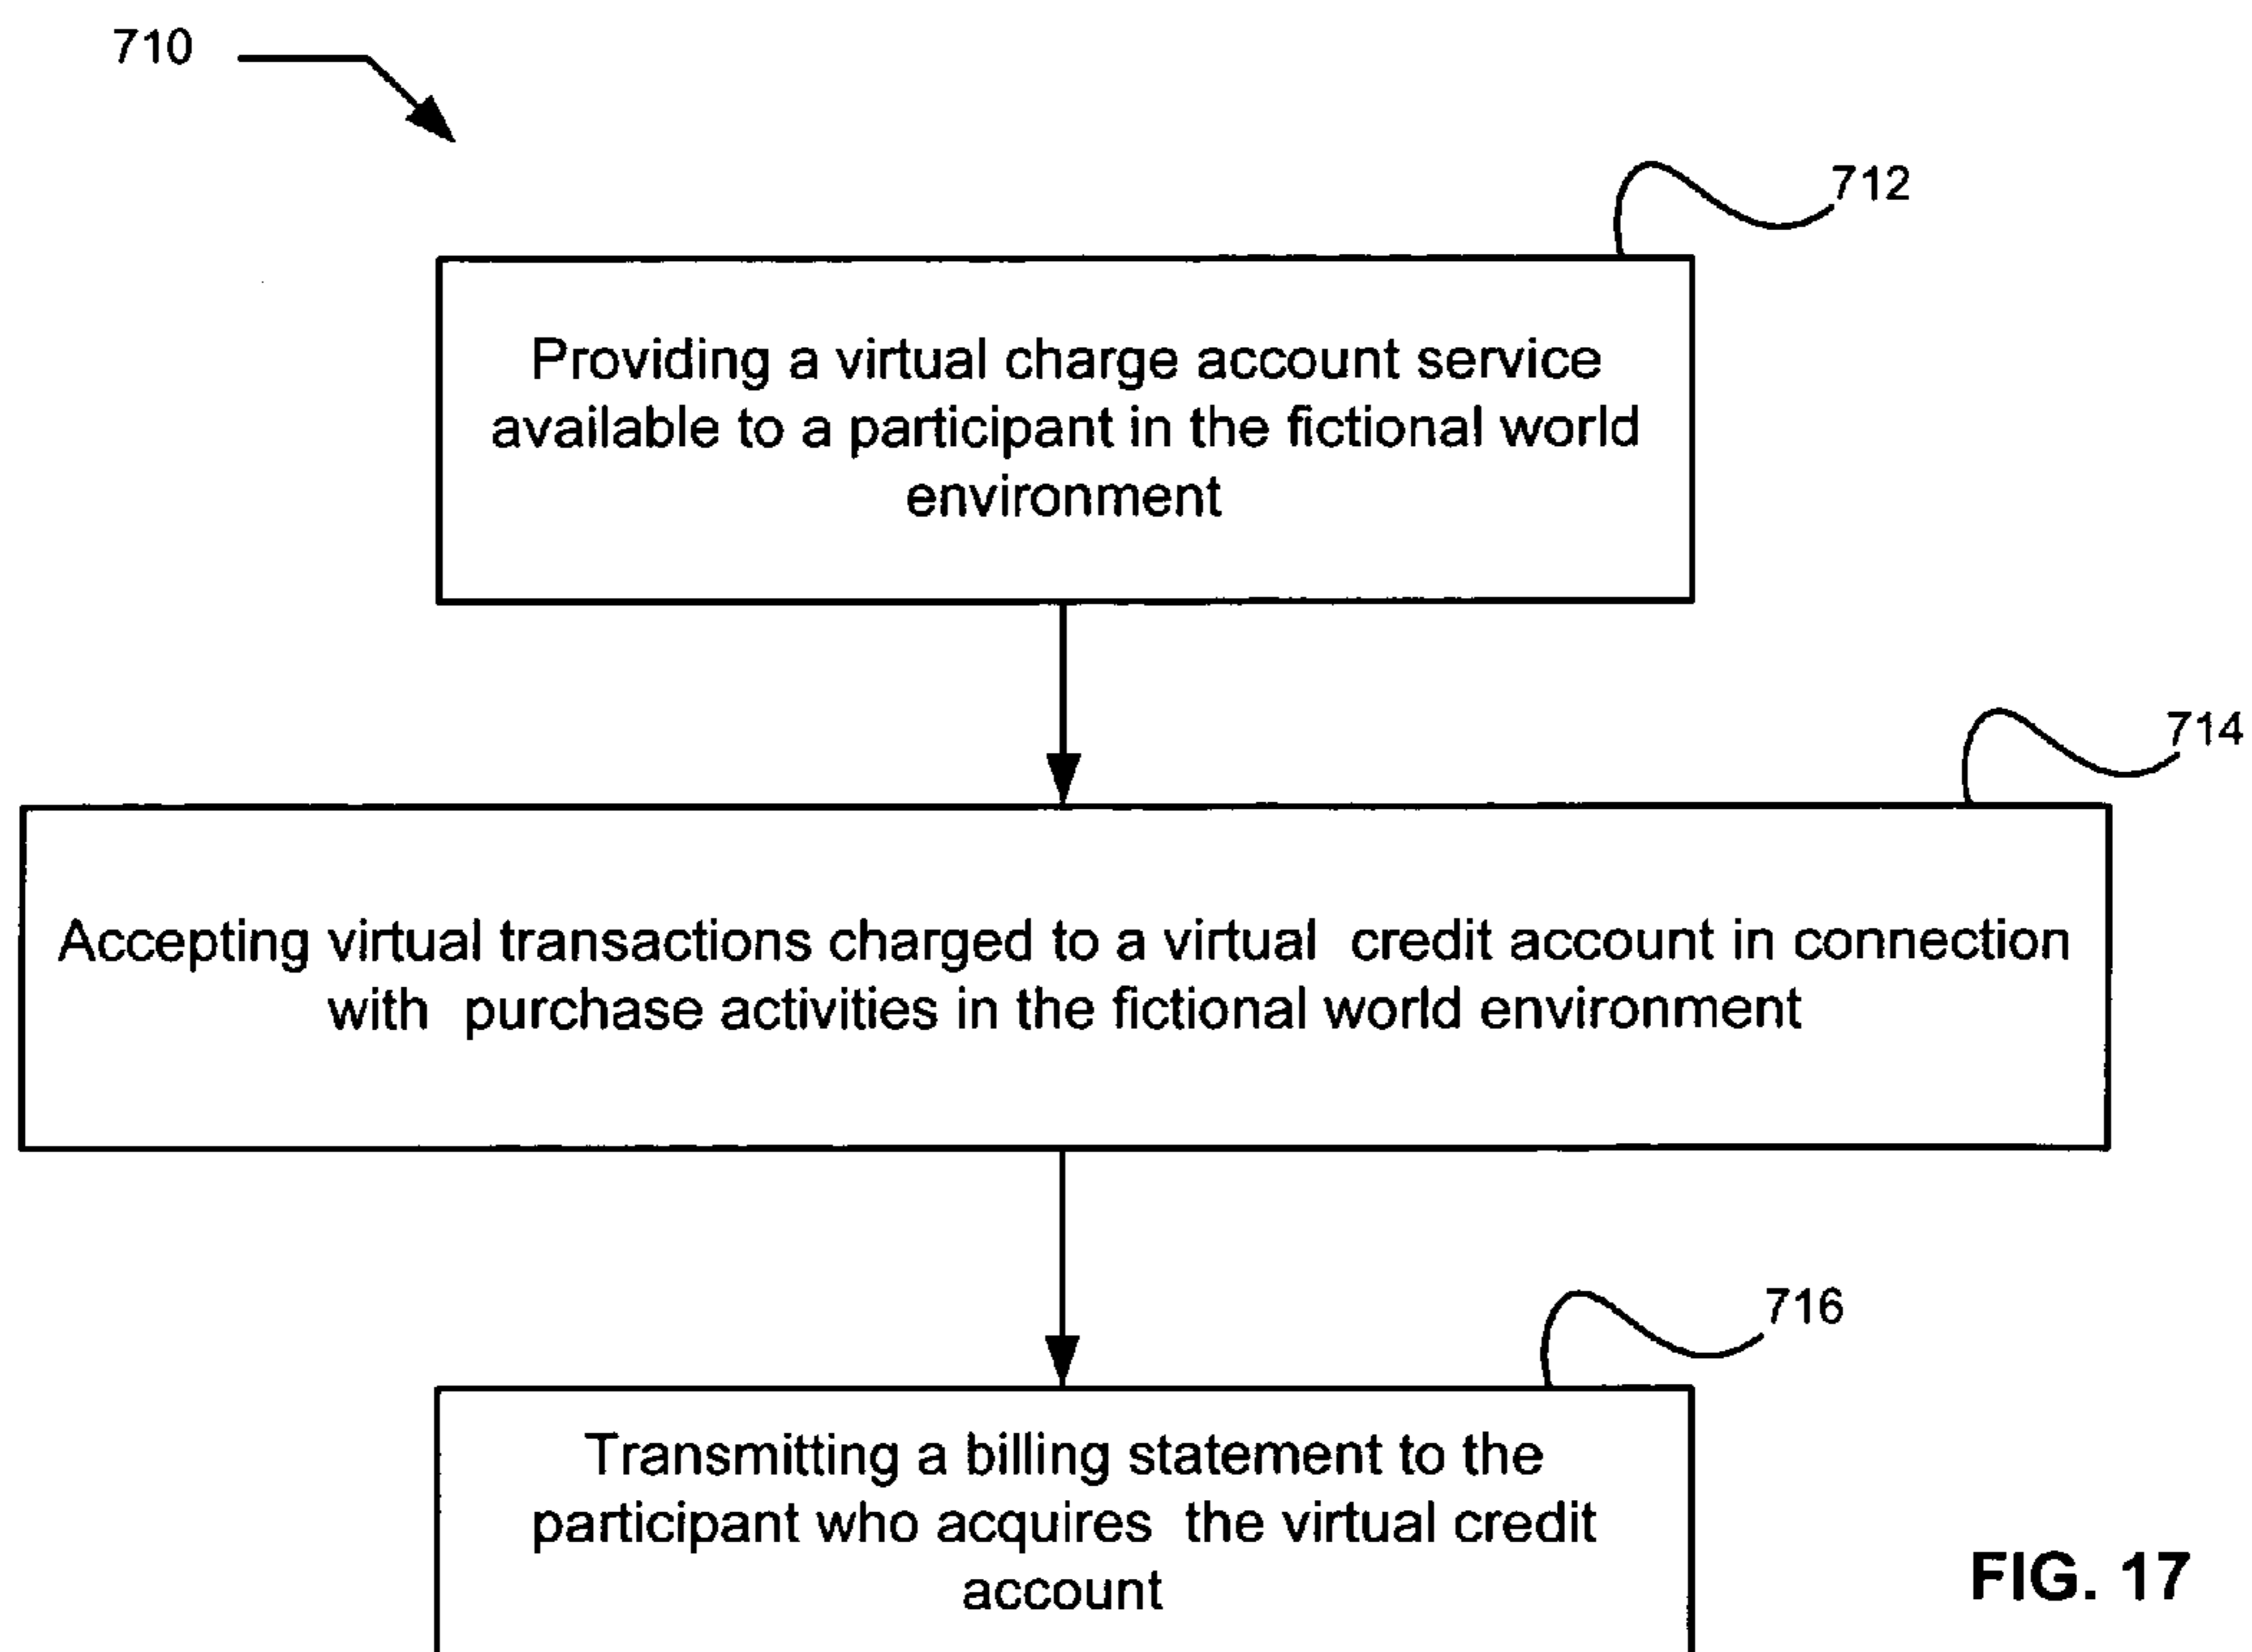 710
712
Providing a virtual charge account service
available to a participant in the fictional world
environment
714
Accepting virtual transactions charged to a virtual credit account in connection
with purchase activities in the fictional world environment
716
Transmitting a billing statement to the
participant who acquires the virtual credit
account
FIG. 17